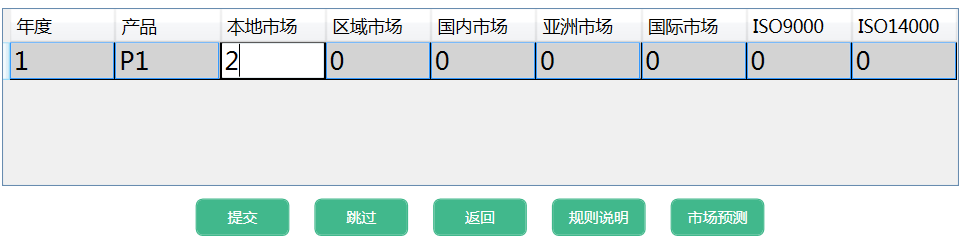 年度 产品 本地市场 区域市场 国内市场 亚洲市场 国际市场 ISO9000 ISO14000
1 P1 2 0 0 0 0 0 0
提交 跳过 返回 规则说明 市场预测